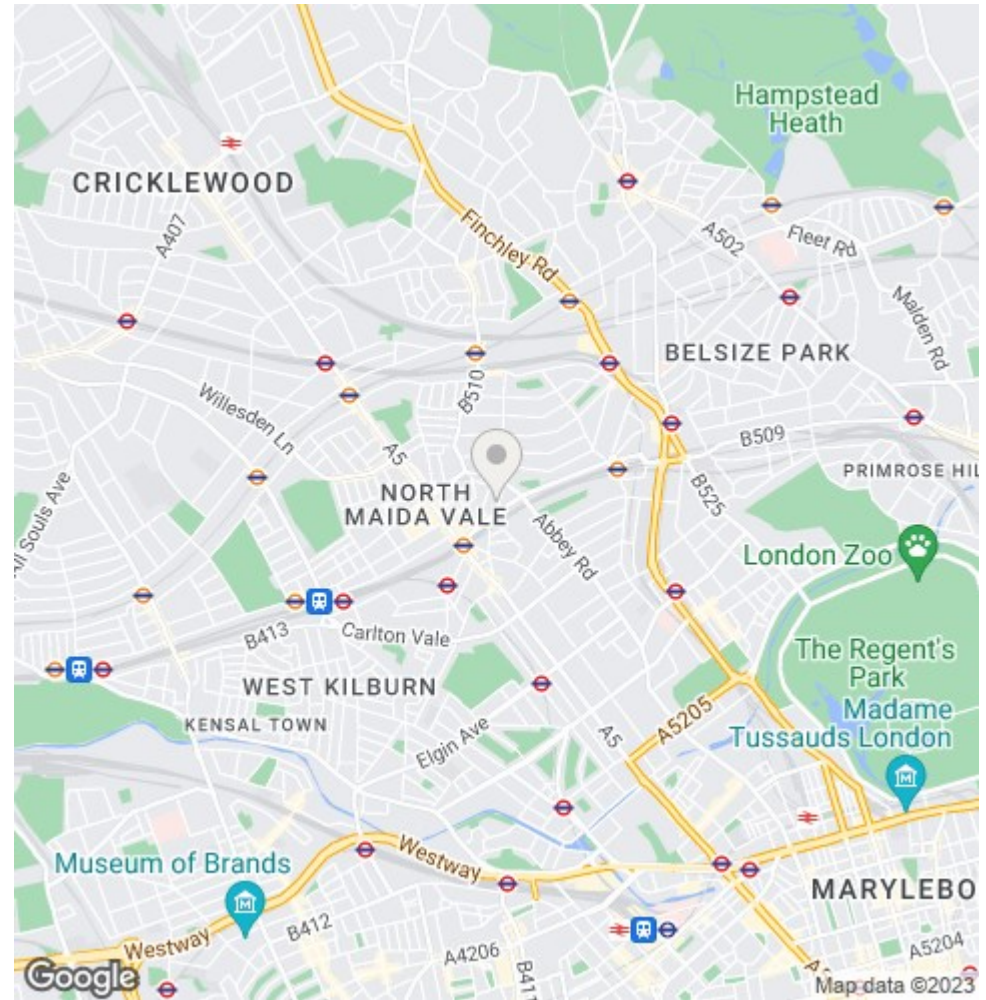 Hampstead
Heath
CRICKLEWOOD
A407
Finchley Rd
A502
Fleet Rd
Malden Rd
BELSIZE PARK
B510
Willesden Ln
A5
B509
B525
PRIMROSE HIL
All Souls Ave
NORTH
MAIDA VALE
Abbey Rd
London Zoo
B413
Carlton Vale
The Regent's
Park
WEST KILBURN
KENSAL TOWN
Elgin Ave
A5
A5205
Madame
Tussauds London
Museum of Brands
Westway
MARYLEBO
B412
Westway
A4206
B411
A5204
Google
Map data ©2023